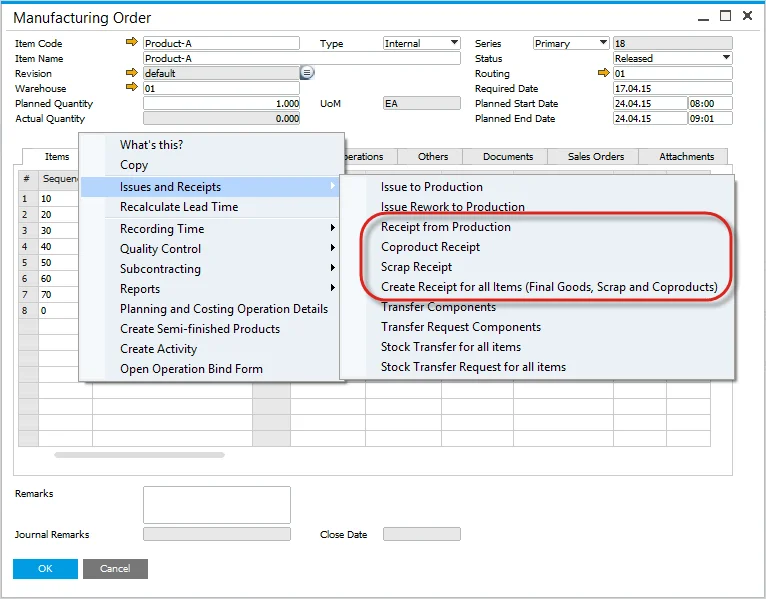 Manufacturing Order
Item Code Product-A Type Internal Series Primary 18
Item Name Product-A Status Released
Revision default Routing 01
Warehouse 01 Required Date 17.04.15
Planned Quantity 1.000 UoM EA Planned Start Date 24.04.15 08:00
Actual Quantity 0.000 Planned End Date 24.04.15 09:01
Items Others Documents Sales Orders Attachments
#
1 10
2 20
3 30
4 40
5 50
6 60
7 70
8 0
What's this?
Copy
Issues and Receipts
Recalculate Lead Time
Recording Time
Quality Control
Subcontracting
Reports
Planning and Costing Operation Details
Create Semi-finished Products
Create Activity
Open Operation Bind Form
Issue to Production
Issue Rework to Production
Receipt from Production
Coproduct Receipt
Scrap Receipt
Create Receipt for all Items (Final Goods, Scrap and Coproducts)
Transfer Components
Transfer Request Components
Stock Transfer for all items
Stock Transfer Request for all items
Remarks
Journal Remarks Close Date
OK Cancel